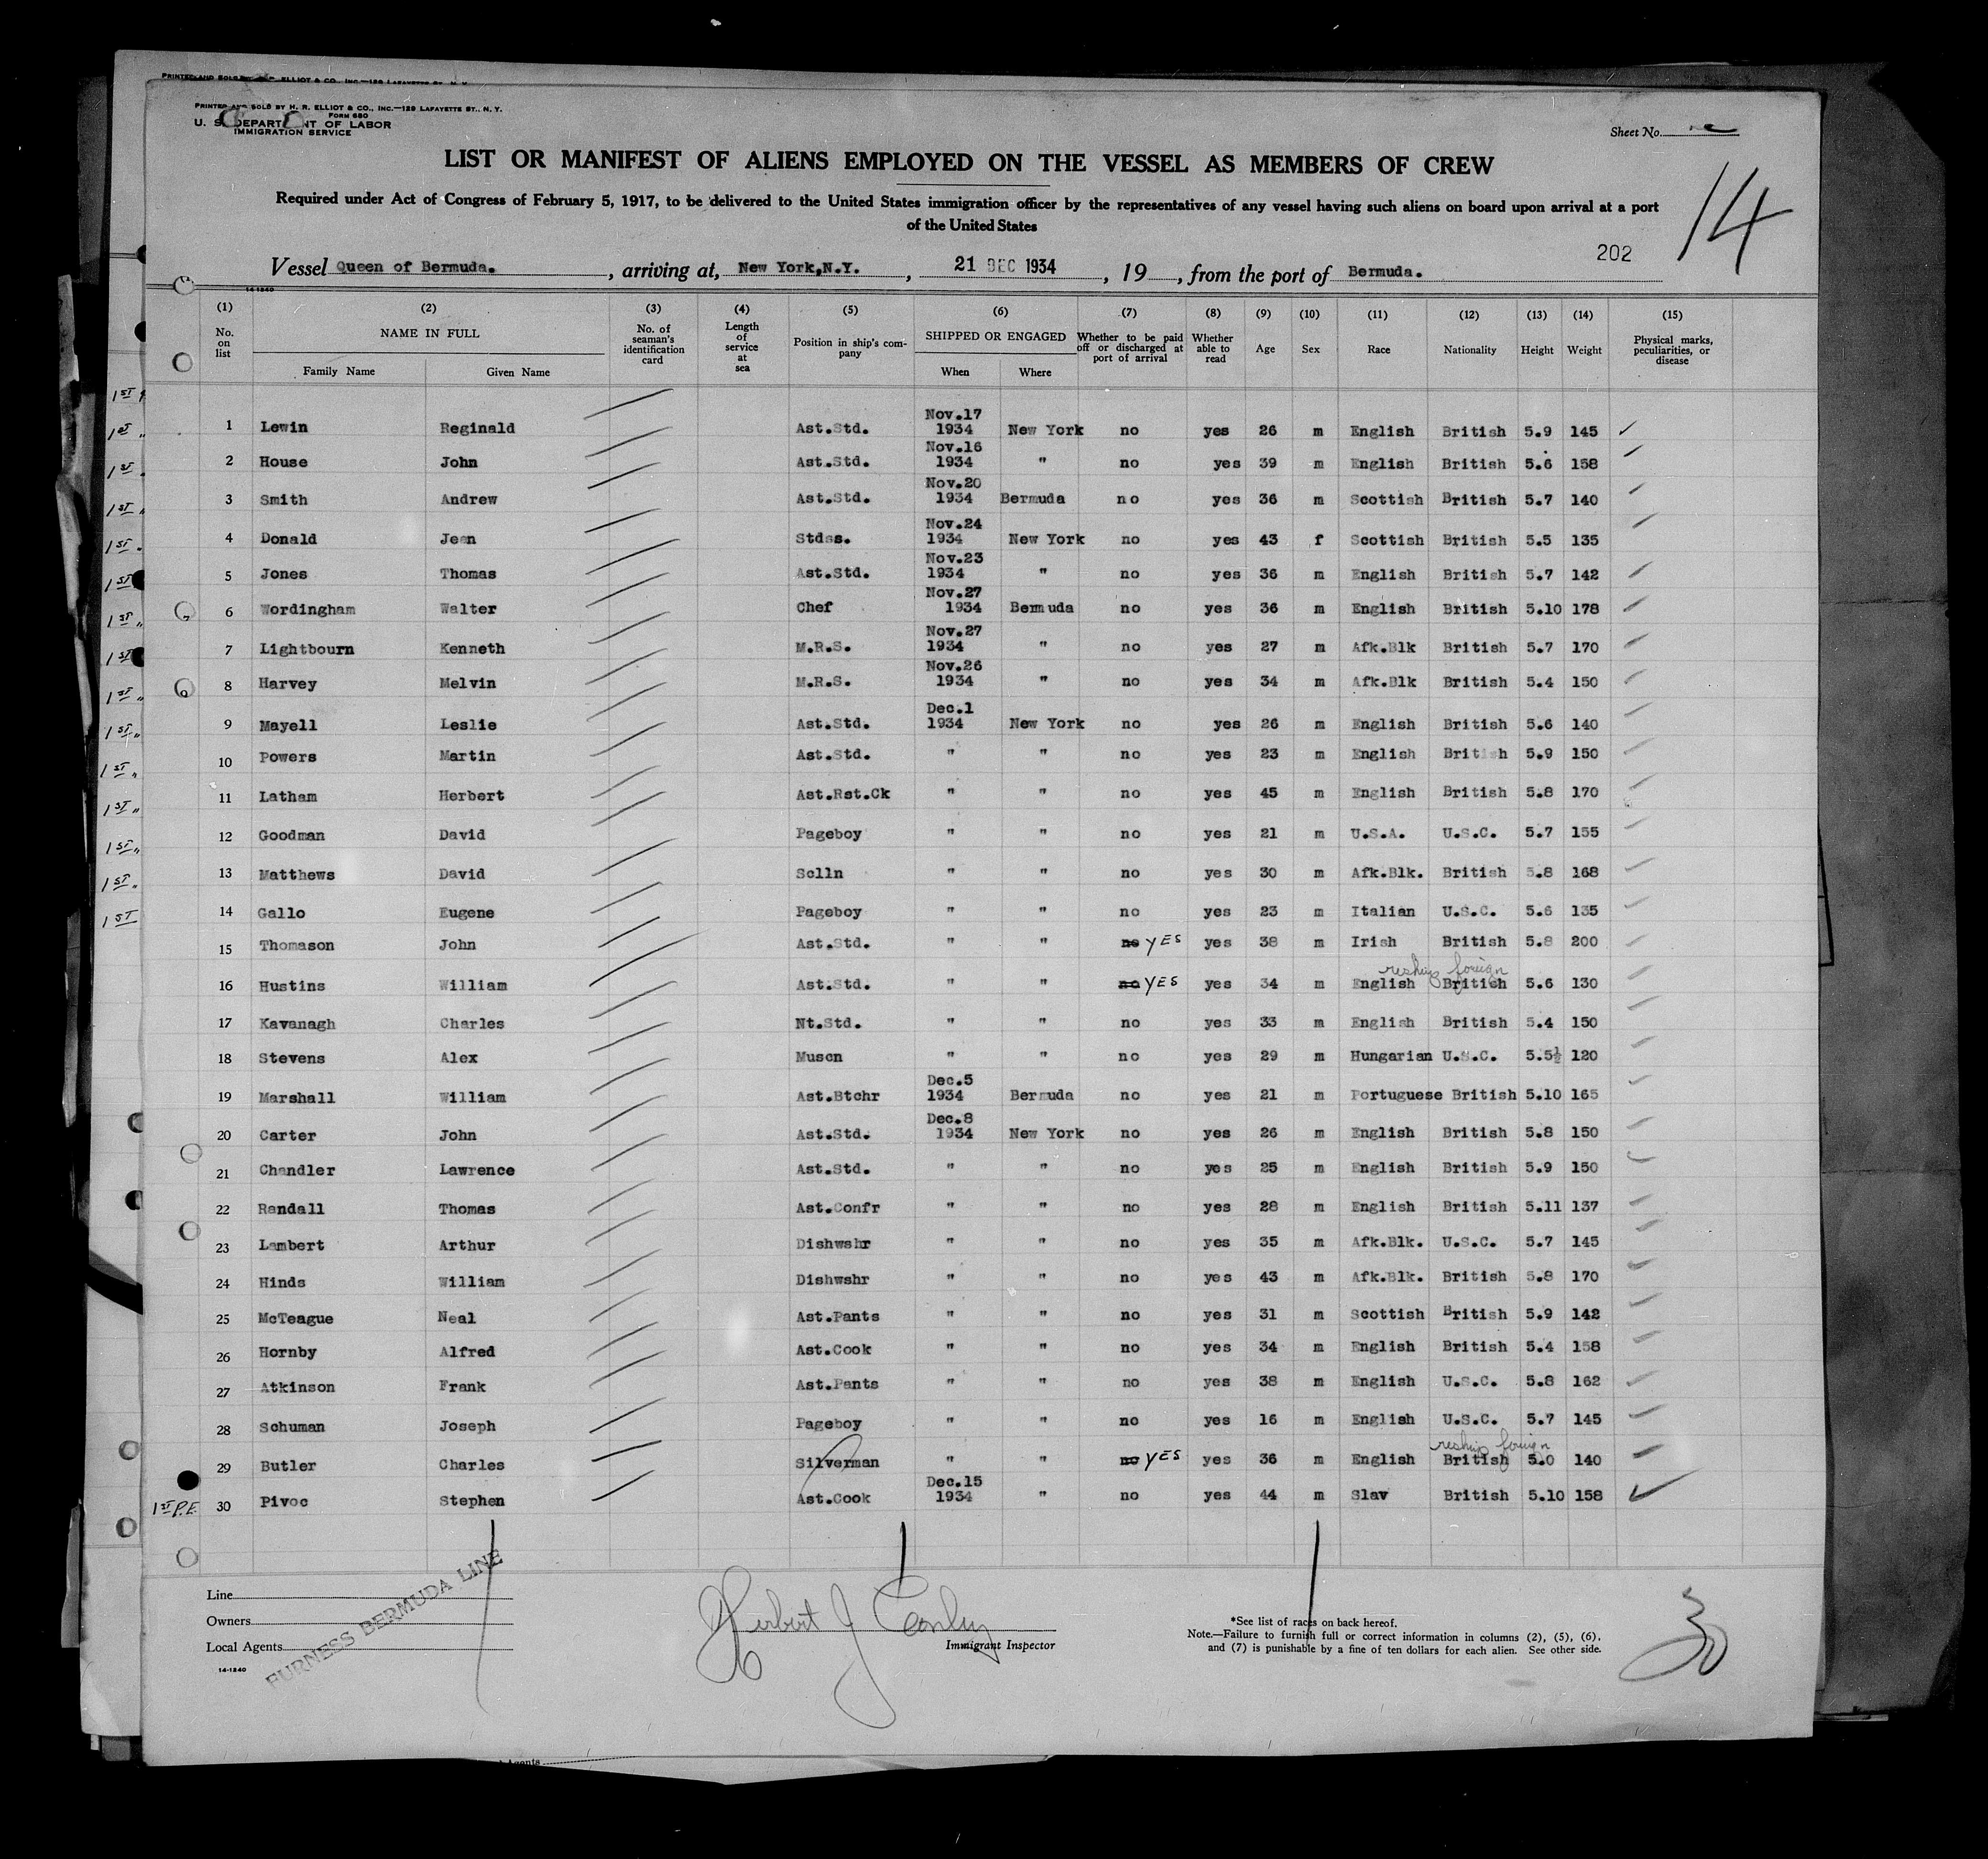 PRINTED AND SOLD BY H. R. ELLIOT & CO., INC.—129 LAFAYETTE ST., N. Y.
FORM 680
U. S. DEPARTMENT OF LABOR
IMMIGRATION SERVICE
Sheet No.
LIST OR MANIFEST OF ALIENS EMPLOYED ON THE VESSEL AS MEMBERS OF CREW
Required under Act of Congress of February 5, 1917, to be delivered to the United States immigration officer by the representatives of any vessel having such aliens on board upon arrival at a port
of the United States
14
202
Vessel Queen of Bermuda. , arriving at, New York,N.Y. , 21 DEC 1934 , 19 , from the port of Bermuda.
14-1240
(1) (2) (3) (4) (5) (6) (7) (8) (9) (10) (11) (12) (13) (14) (15)
No. on list NAME IN FULL No. of seaman's identification card Length of service at sea Position in ship's company SHIPPED OR ENGAGED Whether to be paid off or discharged at port of arrival Whether able to read Age Sex Race Nationality Height Weight Physical marks, peculiarities, or disease
Family Name Given Name When Where
1 Lewin Reginald Ast.Std. Nov.17 1934 New York no yes 26 m English British 5.9 145
2 House John Ast.Std. Nov.16 1934 " no yes 39 m English British 5.6 158
3 Smith Andrew Ast.Std. Nov.20 1934 Bermuda no yes 36 m Scottish British 5.7 140
4 Donald Jean Stdss. Nov.24 1934 New York no yes 43 f Scottish British 5.5 135
5 Jones Thomas Ast.Std. Nov.23 1934 " no yes 36 m English British 5.7 142
6 Wordingham Walter Chef Nov.27 1934 Bermuda no yes 36 m English British 5.10 178
7 Lightbourn Kenneth M.R.S. Nov.27 1934 " no yes 27 m Afk.Blk British 5.7 170
8 Harvey Melvin M.R.S. Nov.26 1934 " no yes 34 m Afk.Blk British 5.4 150
9 Mayell Leslie Ast.Std. Dec.1 1934 New York no yes 26 m English British 5.6 140
10 Powers Martin Ast.Std. " " no yes 23 m English British 5.9 150
11 Latham Herbert Ast.Rst.Ck " " no yes 45 m English British 5.8 170
12 Goodman David Pageboy " " no yes 21 m U.S.A. U.S.C. 5.7 155
13 Matthews David Sclln " " no yes 30 m Afk.Blk. British 5.8 168
14 Gallo Eugene Pageboy " " no yes 23 m Italian U.S.C. 5.6 135
15 Thomason John Ast.Std. " " no YES yes 38 m Irish British 5.8 200
reship foreign
16 Hustins William Ast.Std. " " no YES yes 34 m English British 5.6 130
17 Kavanagh Charles Nt.Std. " " no yes 33 m English British 5.4 150
18 Stevens Alex Muscn " " no yes 29 m Hungarian U.S.C. 5.5½ 120
19 Marshall William Ast.Btchr Dec.5 1934 Bermuda no yes 21 m Portuguese British 5.10 165
20 Carter John Ast.Std. Dec.8 1934 New York no yes 26 m English British 5.8 150
21 Chandler Lawrence Ast.Std. " " no yes 25 m English British 5.9 150
22 Randall Thomas Ast.Confr " " no yes 28 m English British 5.11 137
23 Lambert Arthur Dishwshr " " no yes 35 m Afk.Blk. U.S.C. 5.7 145
24 Hinds William Dishwshr " " no yes 43 m Afk.Blk. British 5.8 170
25 McTeague Neal Ast.Pants " " no yes 31 m Scottish British 5.9 142
26 Hornby Alfred Ast.Cook " " no yes 34 m English British 5.4 158
27 Atkinson Frank Ast.Pants " " no yes 38 m English U.S.C. 5.8 162
28 Schuman Joseph Pageboy " " no yes 16 m English U.S.C. 5.7 145
reship foreign
29 Butler Charles Silverman " " no YES yes 36 m English British 5.0 140
1ST P.E. 30 Pivoc Stephen Ast.Cook Dec.15 1934 " no yes 44 m Slav British 5.10 158
Line
Owners
Local Agents
FURNESS BERMUDA LINE
14-1240
Herbert J
Immigrant Inspector
*See list of races on back hereof.
Note.—Failure to furnish full or correct information in columns (2), (5), (6),
and (7) is punishable by a fine of ten dollars for each alien. See other side.
30